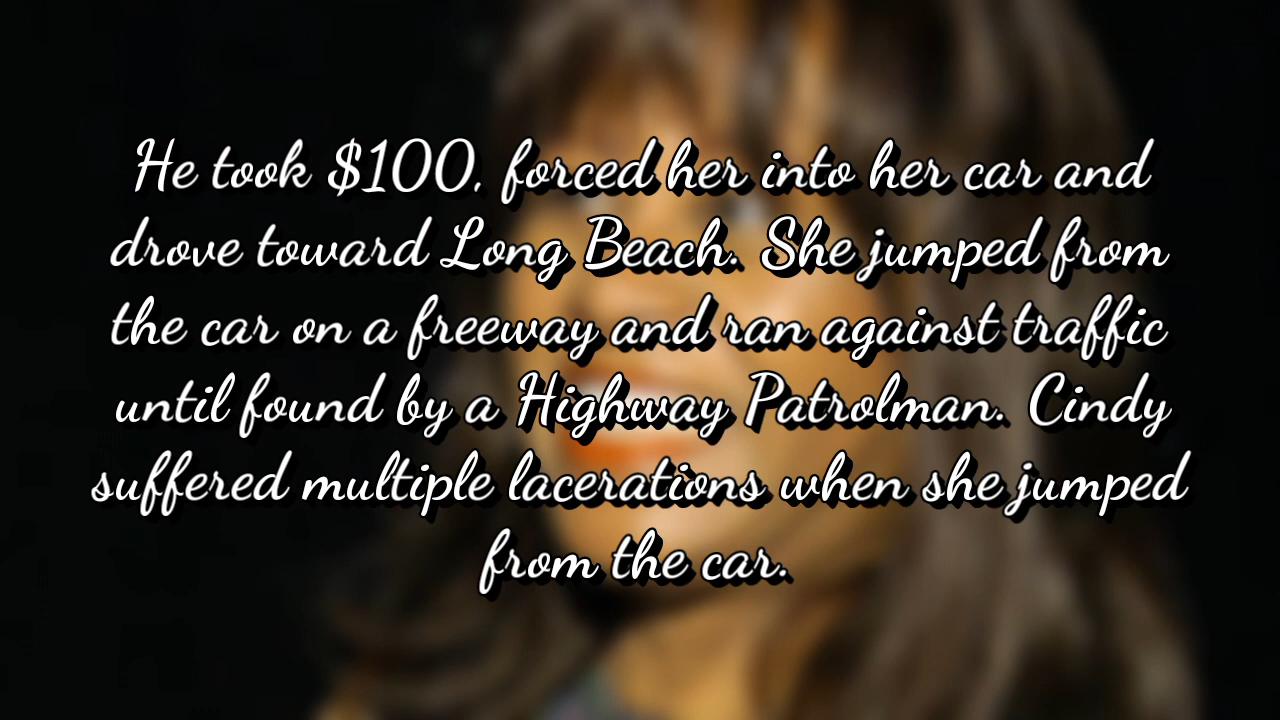 He took $100, forced her into her car and
drove toward Long Beach. She jumped from
the car on a freeway and ran against traffic
until found by a Highway Patrolman. Cindy
suffered multiple lacerations when she jumped
from the car.